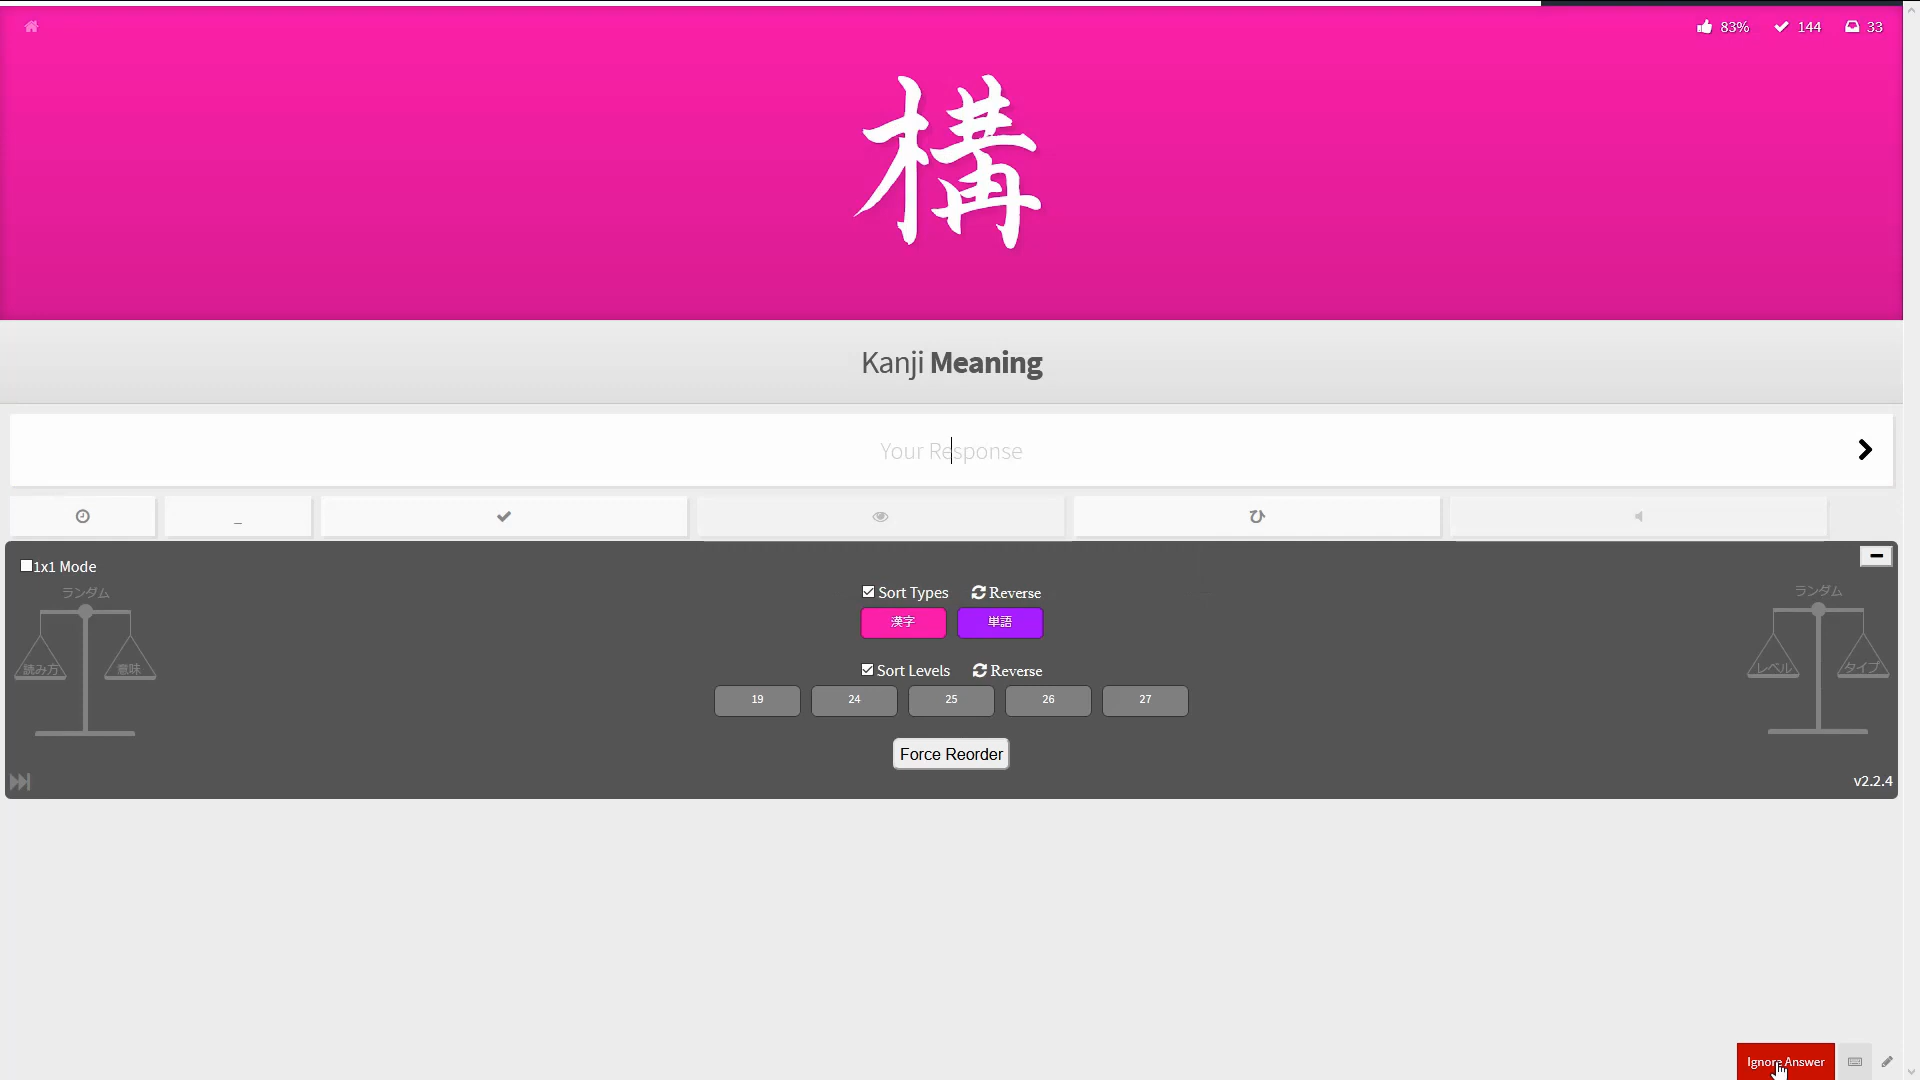 83% 144 33
構
Kanji Meaning
Your Response
_ ひ
1x1 Mode
ランダム
読み方 意味
Sort Types Reverse
漢字 単語
Sort Levels Reverse
19 24 25 26 27
Force Reorder
ランダム
レベル タイプ
v2.2.4
Ignore Answer